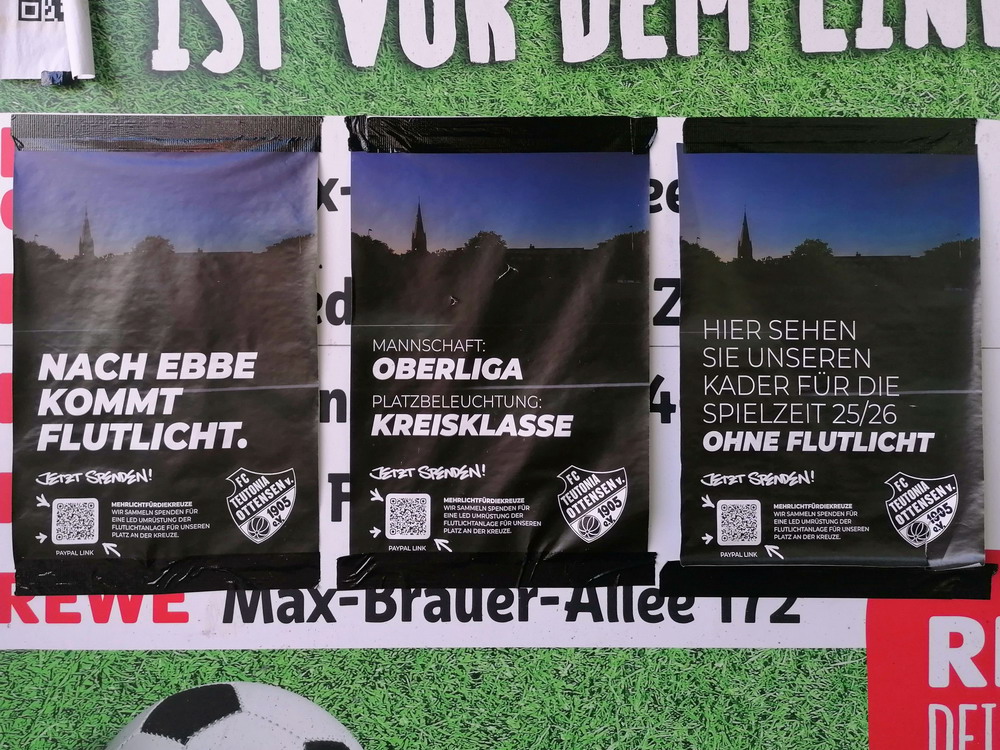 IST VOR DEM EIN
NACH EBBE
KOMMT
FLUTLICHT.
JETZT SPENDEN!
MEHRLICHTFÜRDIEKREUZE
WIR SAMMELN SPENDEN FÜR
EINE LED UMRÜSTUNG DER
FLUTLICHTANLAGE FÜR UNSEREN
PLATZ AN DER KREUZE.
PAYPAL LINK
FC
TEUTONIA
OTTENSEN v.
1905
e.V.
MANNSCHAFT:
OBERLIGA
PLATZBELEUCHTUNG:
KREISKLASSE
JETZT SPENDEN!
MEHRLICHTFÜRDIEKREUZE
WIR SAMMELN SPENDEN FÜR
EINE LED UMRÜSTUNG DER
FLUTLICHTANLAGE FÜR UNSEREN
PLATZ AN DER KREUZE.
PAYPAL LINK
FC
TEUTONIA
OTTENSEN v.
1905
e.V.
HIER SEHEN
SIE UNSEREN
KADER FÜR DIE
SPIELZEIT 25/26
OHNE FLUTLICHT
JETZT SPENDEN!
MEHRLICHTFÜRDIEKREUZE
WIR SAMMELN SPENDEN FÜR
EINE LED UMRÜSTUNG DER
FLUTLICHTANLAGE FÜR UNSEREN
PLATZ AN DER KREUZE.
PAYPAL LINK
FC
TEUTONIA
OTTENSEN v.
1905
e.V.
REWE Max-Brauer-Allee 172